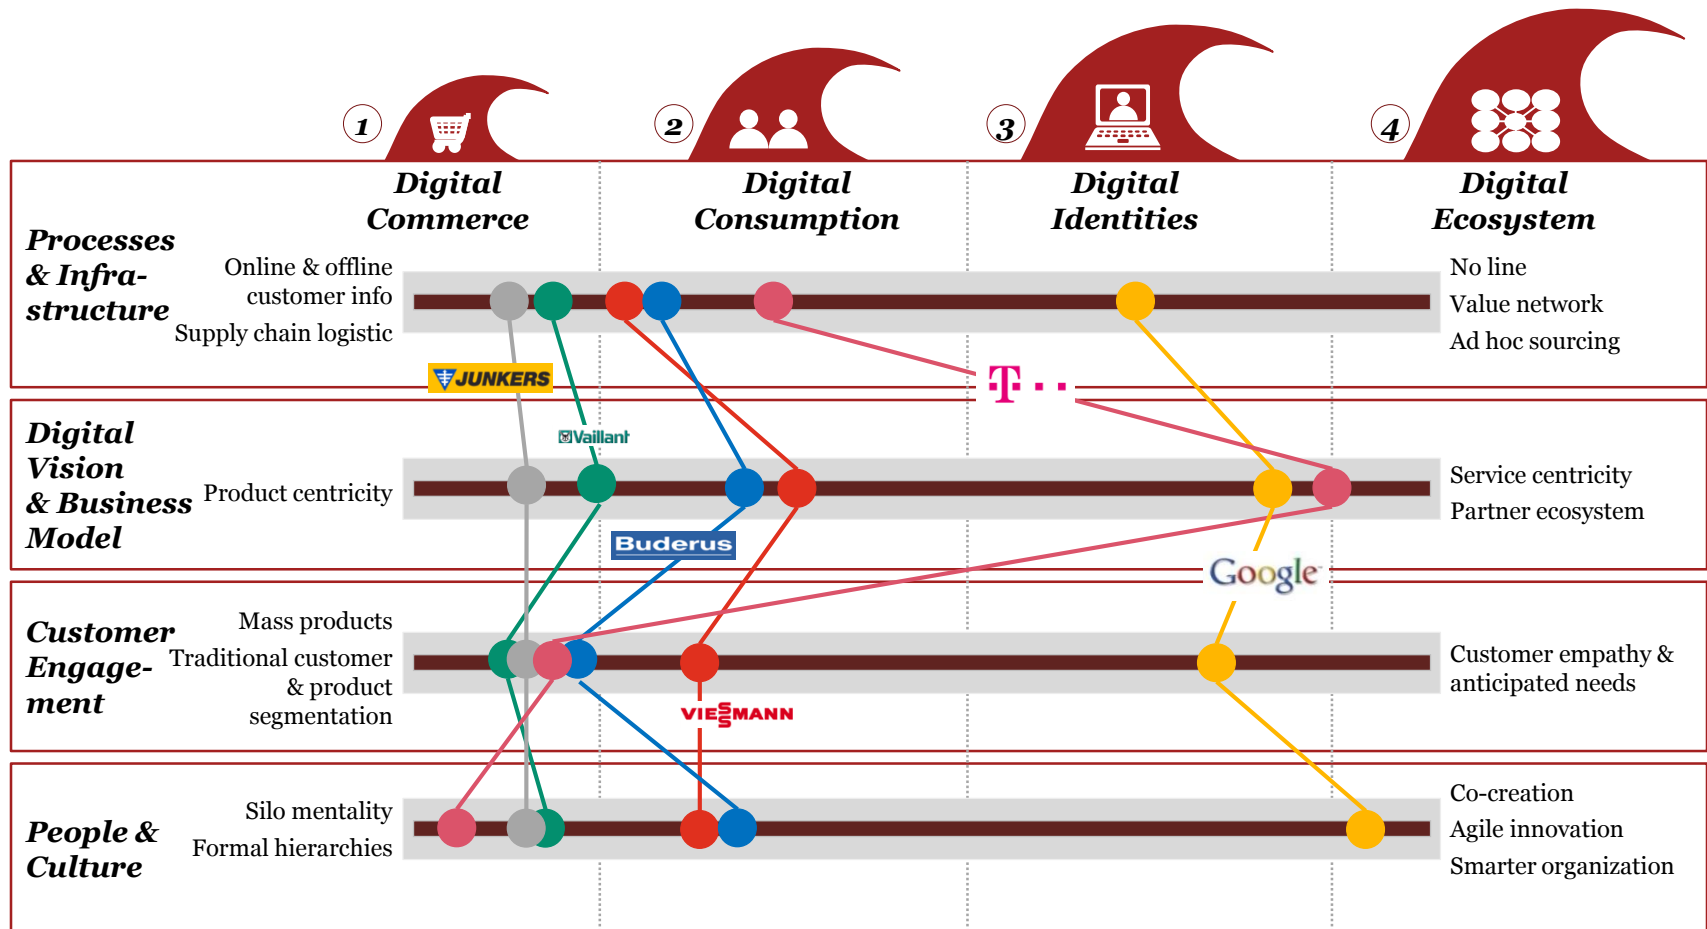 1
2
3
4
Digital
Commerce
Digital
Consumption
Digital
Identities
Digital
Ecosystem
Processes
& Infra-
structure
Online & offline
customer info
Supply chain logistic
No line
Value network
Ad hoc sourcing
JUNKERS
T
Digital
Vision
& Business
Model
Vaillant
Product centricity
Service centricity
Partner ecosystem
Buderus
Google
Customer
Engage-
ment
Mass products
Traditional customer
& product
segmentation
Customer empathy &
anticipated needs
VIESSMANN
People &
Culture
Silo mentality
Formal hierarchies
Co-creation
Agile innovation
Smarter organization